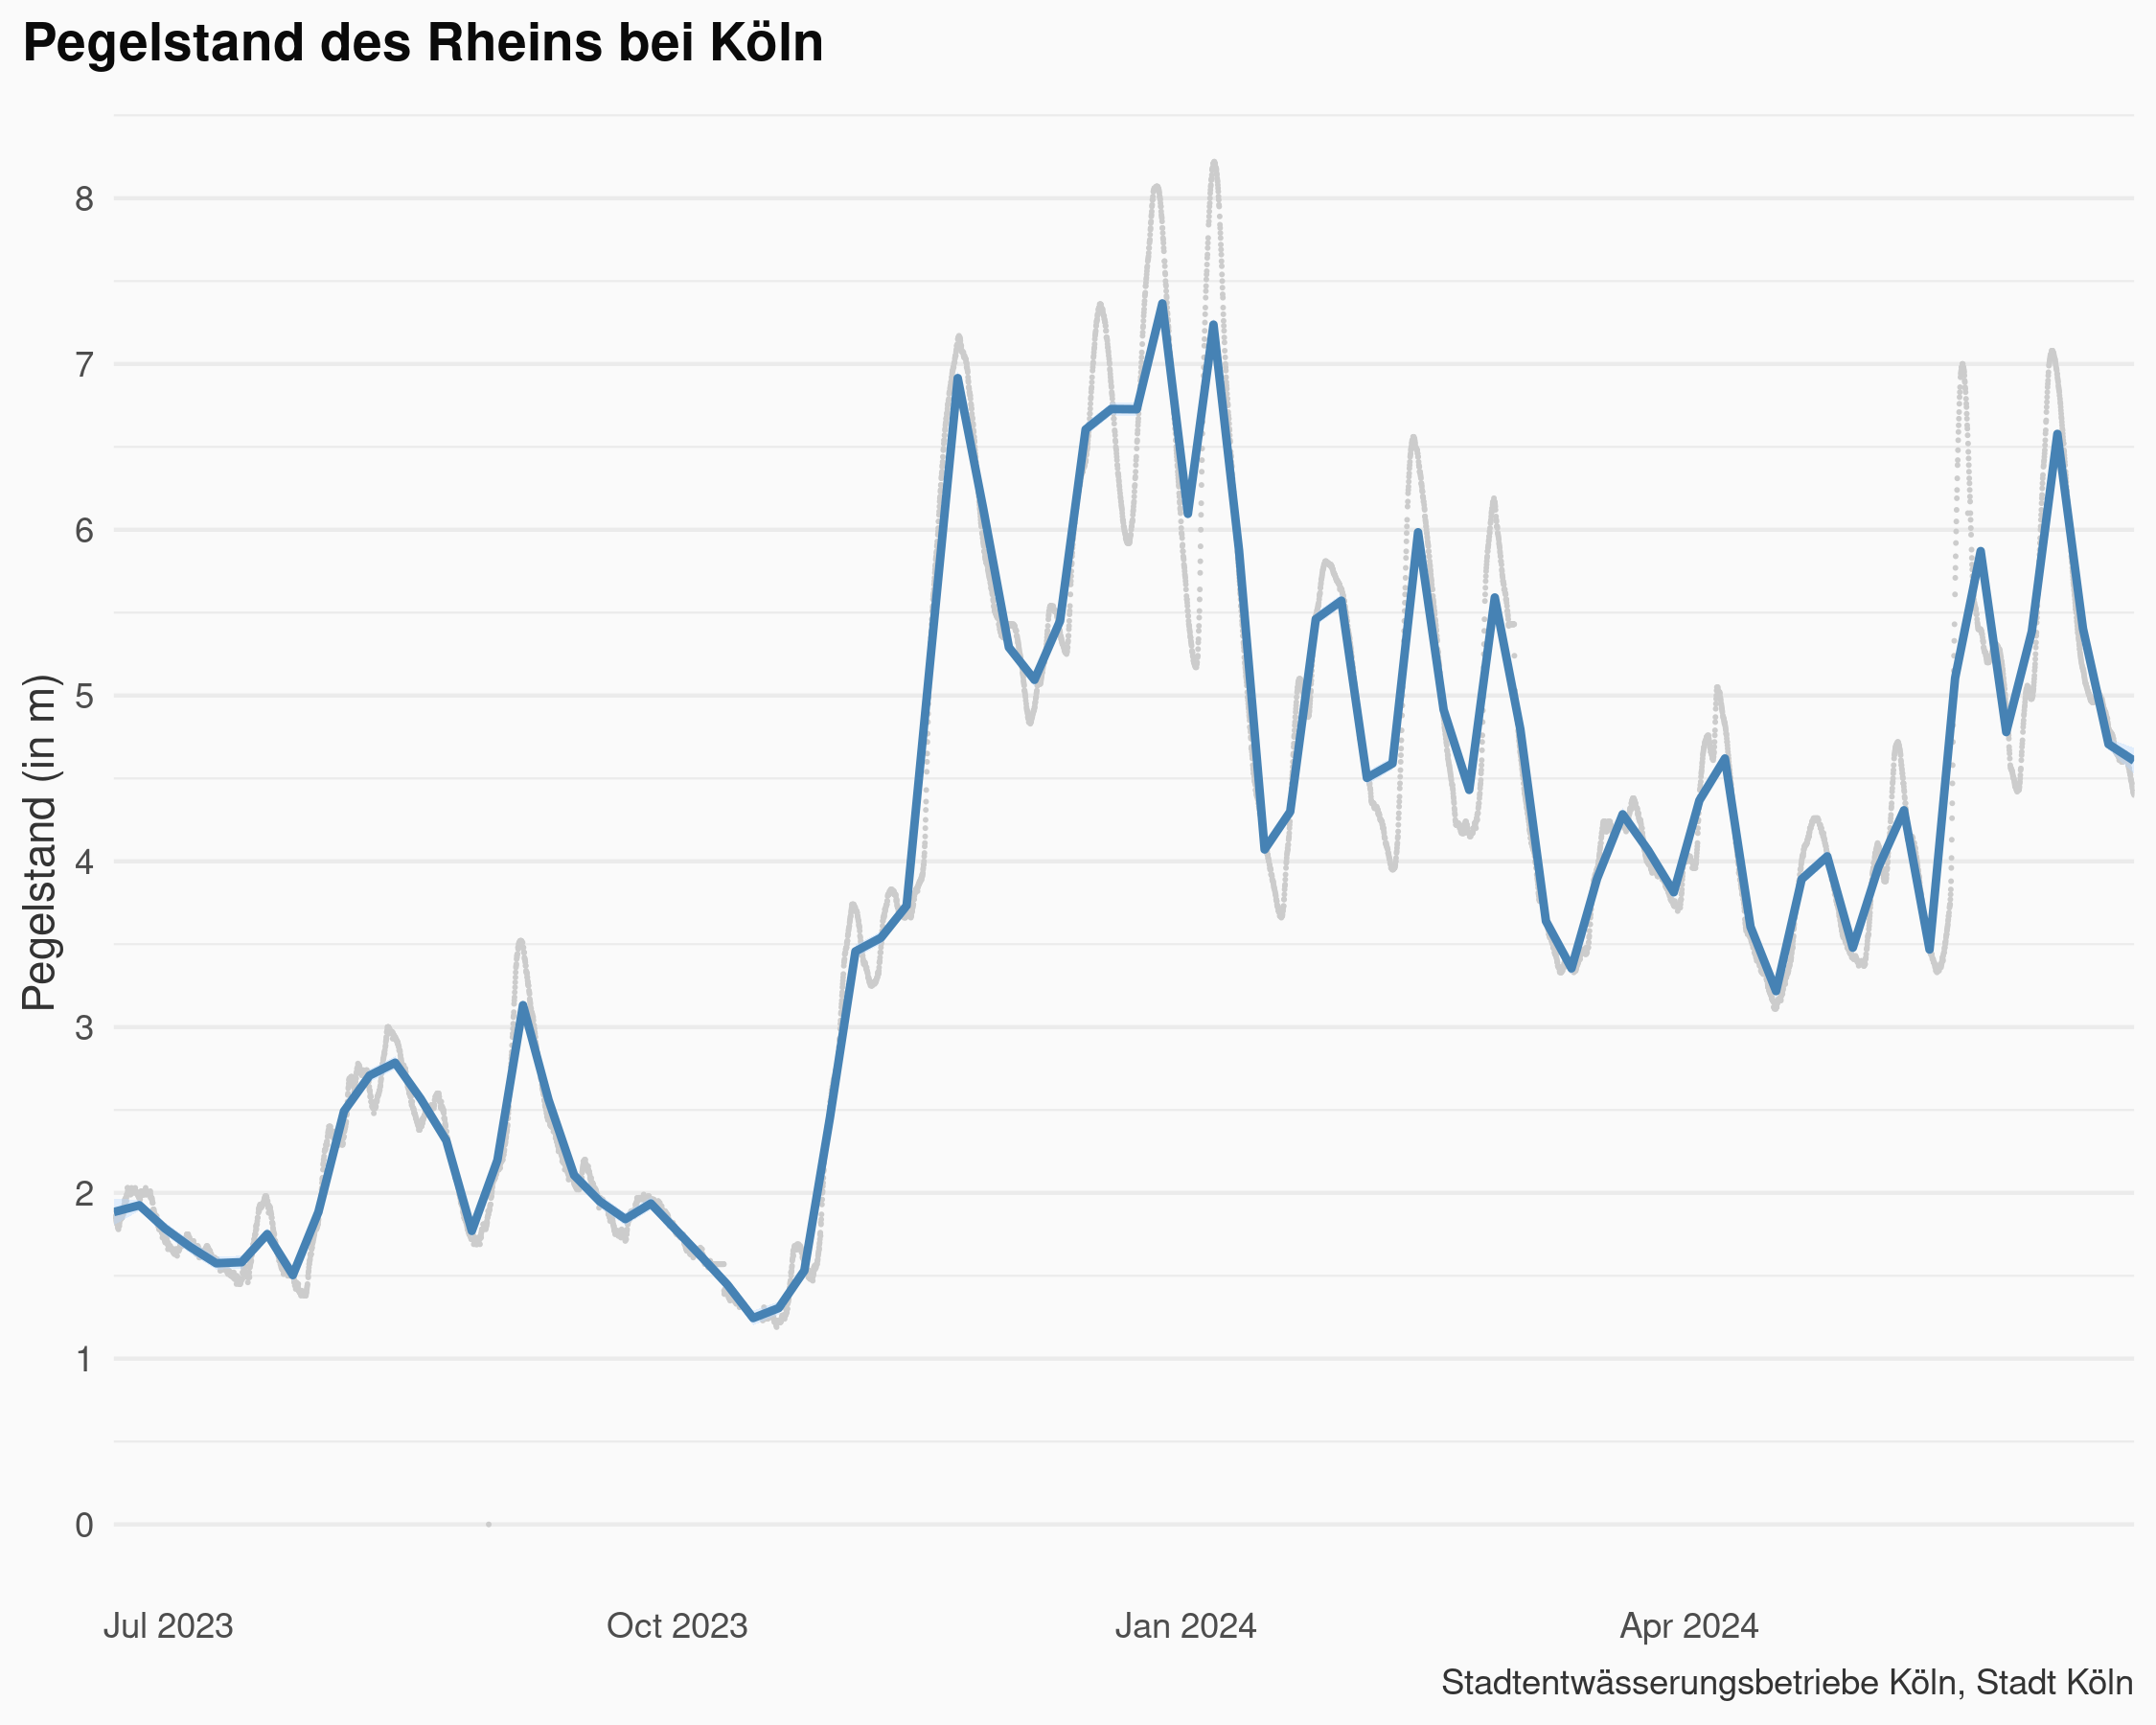 Pegelstand des Rheins bei Köln
Pegelstand (in m)
8
7
6
5
4
3
2
1
0
Jul 2023 Oct 2023 Jan 2024 Apr 2024
Stadtentwässerungsbetriebe Köln, Stadt Köln